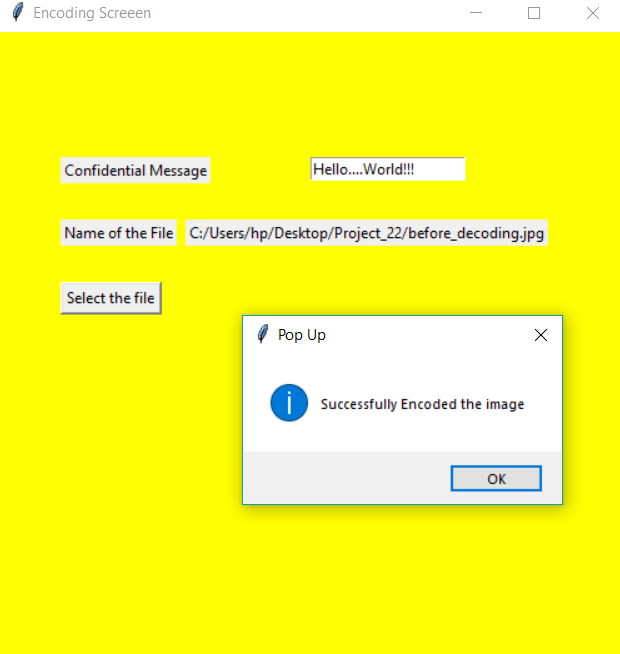 Encoding Screeen
Confidential Message Hello....World!!!
Name of the File C:/Users/hp/Desktop/Project_22/before_decoding.jpg
Select the file
Pop Up
Successfully Encoded the image
OK